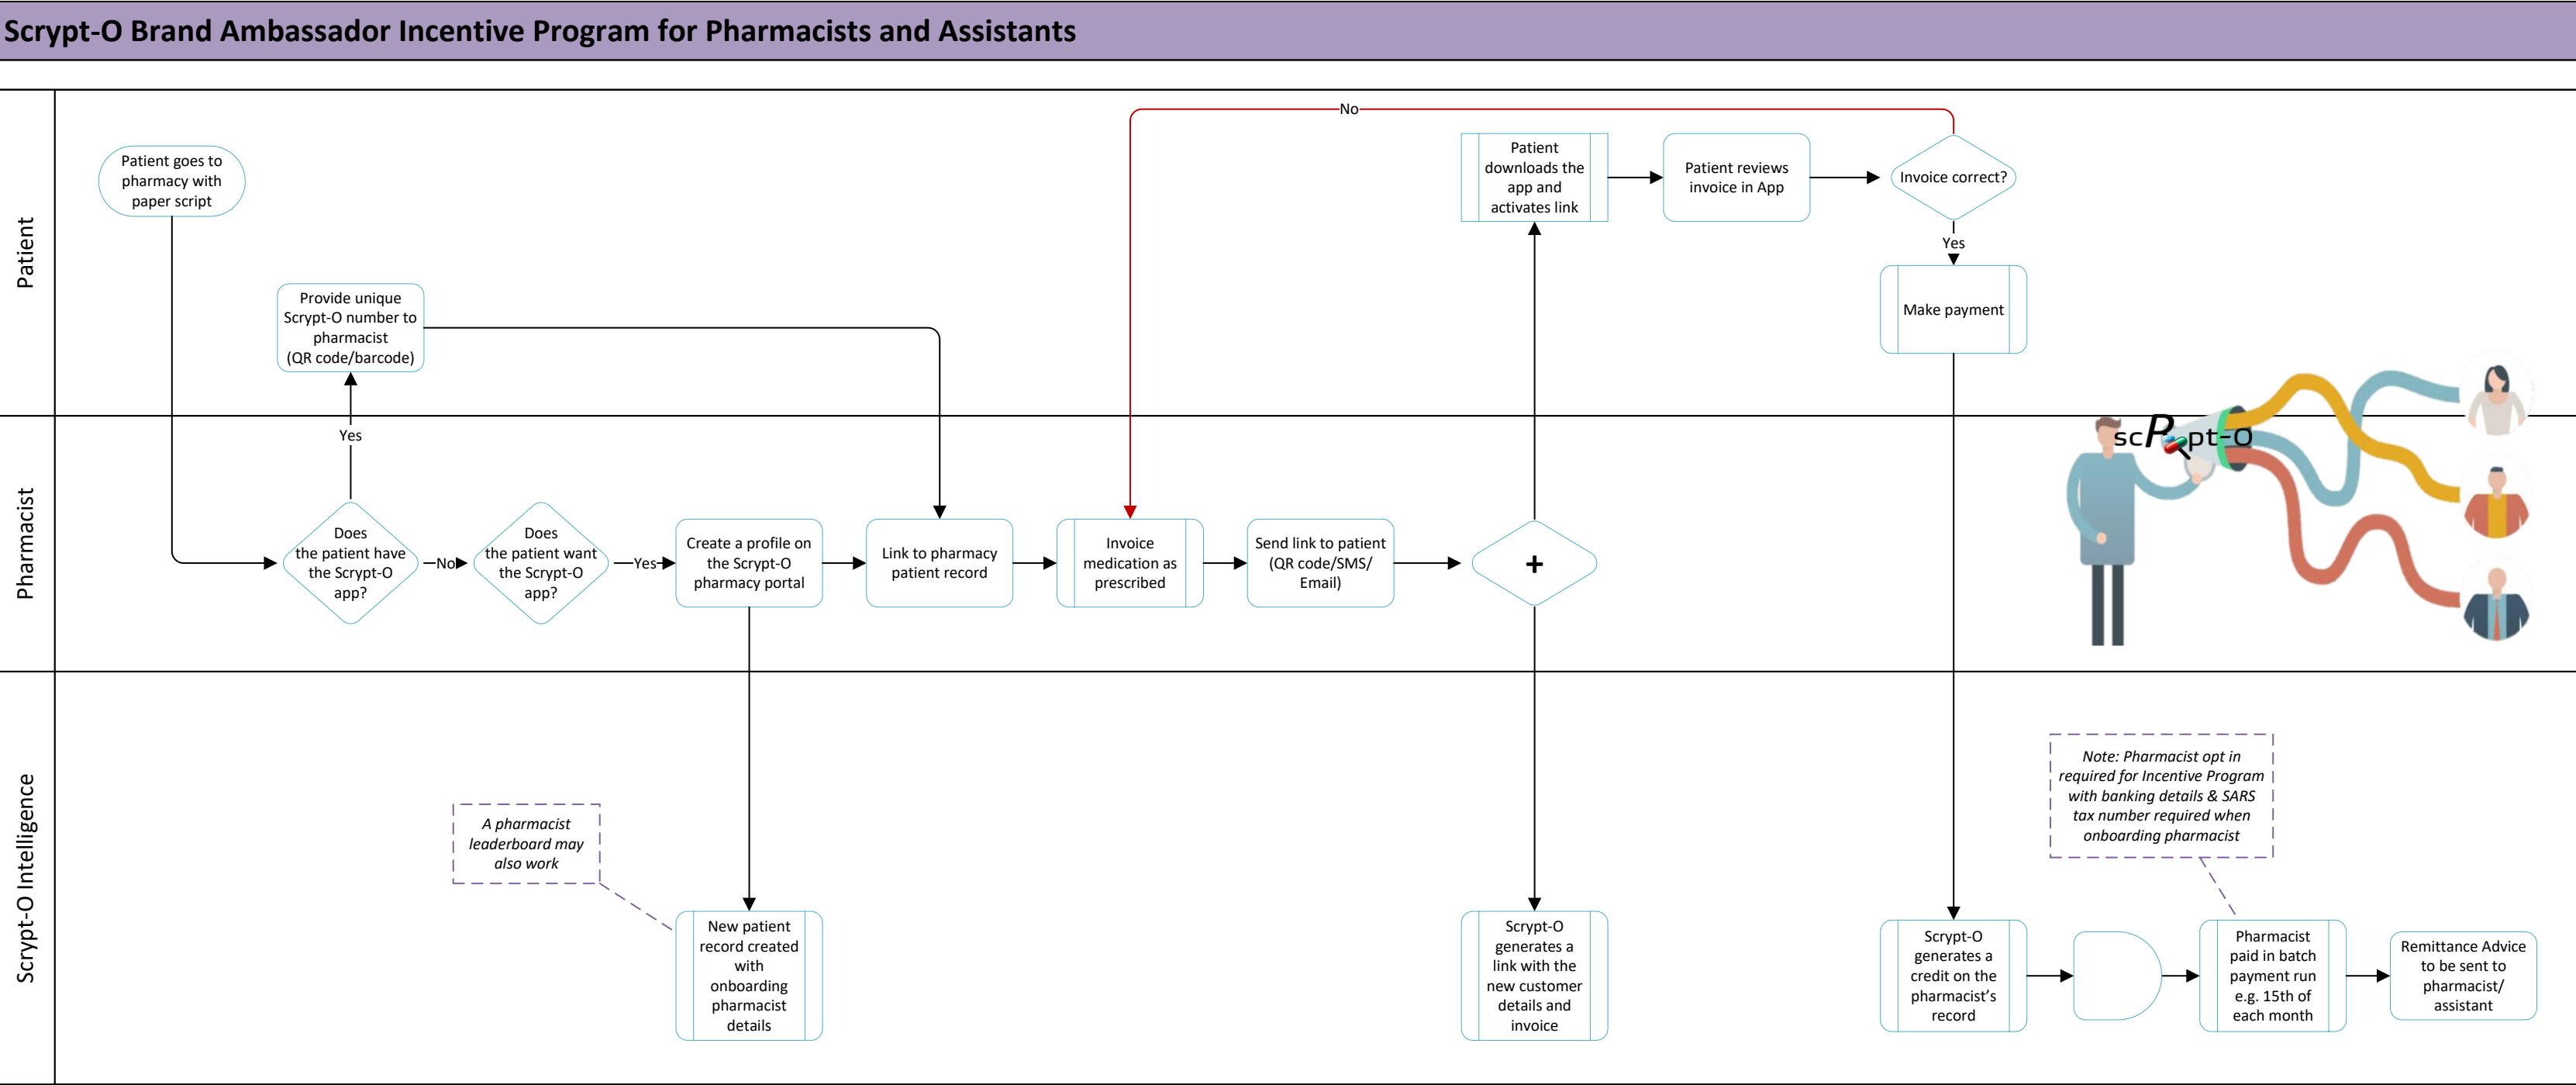 Scrypt-O Brand Ambassador Incentive Program for Pharmacists and Assistants
Patient
No
Patient goes to
pharmacy with
paper script
Patient
downloads the
app and
activates link
Patient reviews
invoice in App
Invoice correct?
Yes
Make payment
Provide unique
Scrypt-O number to
pharmacist
(QR code/barcode)
Pharmacist
Yes
Does
the patient have
the Scrypt-O
app?
No
Does
the patient want
the Scrypt-O
app?
Yes
Create a profile on
the Scrypt-O
pharmacy portal
Link to pharmacy
patient record
Invoice
medication as
prescribed
Send link to patient
(QR code/SMS/
Email)
+
scRpt-O
Scrypt-O Intelligence
A pharmacist
leaderboard may
also work
New patient
record created
with
onboarding
pharmacist
details
Scrypt-O
generates a
link with the
new customer
details and
invoice
Note: Pharmacist opt in
required for Incentive Program
with banking details & SARS
tax number required when
onboarding pharmacist
Scrypt-O
generates a
credit on the
pharmacist's
record
Pharmacist
paid in batch
payment run
e.g. 15th of
each month
Remittance Advice
to be sent to
pharmacist/
assistant